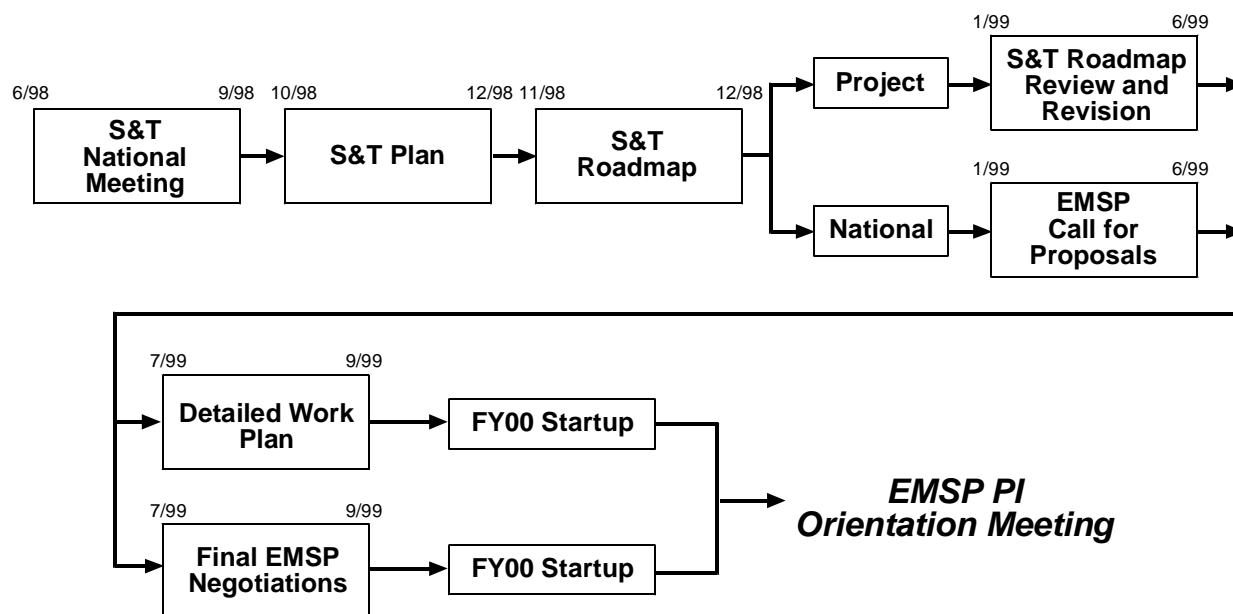 1/99 6/99
6/98 9/98 10/98 12/98 11/98 12/98
S&T
National
Meeting
S&T Plan
S&T
Roadmap
Project
S&T Roadmap
Review and
Revision
1/99 6/99
National
EMSP
Call for
Proposals
7/99 9/99
Detailed Work
Plan
FY00 Startup
7/99 9/99
Final EMSP
Negotiations
FY00 Startup
EMSP PI
Orientation Meeting